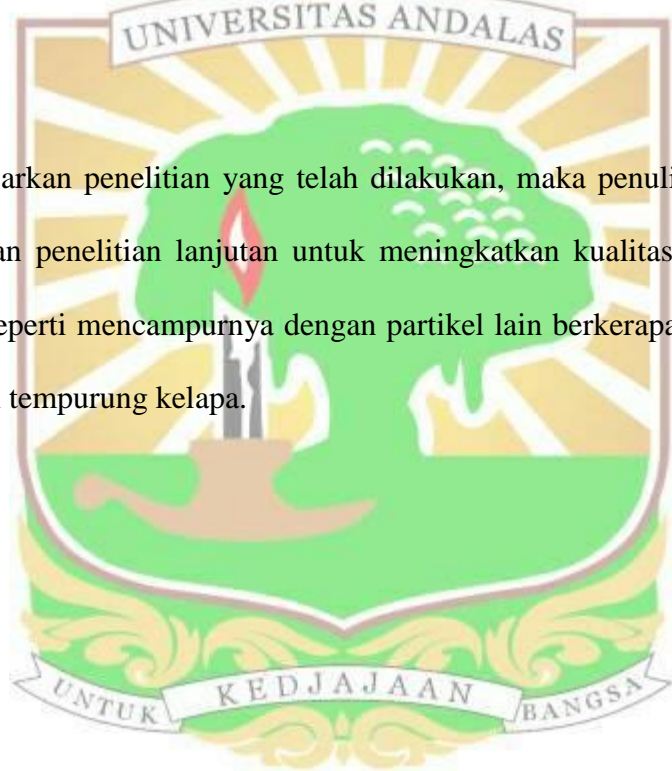 UNIVERSITAS ANDALAS
arkan penelitian yang telah dilakukan, maka penuli
an penelitian lanjutan untuk meningkatkan kualitas
eperti mencampurnya dengan partikel lain berkerapa
tempurung kelapa.
UNTUK KEDJAJAAN BANGSA